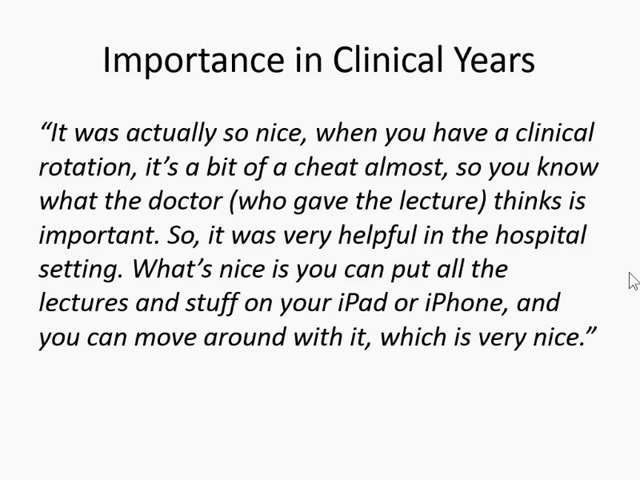 Importance in Clinical Years
“It was actually so nice, when you have a clinical
rotation, it’s a bit of a cheat almost, so you know
what the doctor (who gave the lecture) thinks is
important. So, it was very helpful in the hospital
setting. What’s nice is you can put all the
lectures and stuff on your iPad or iPhone, and
you can move around with it, which is very nice.”